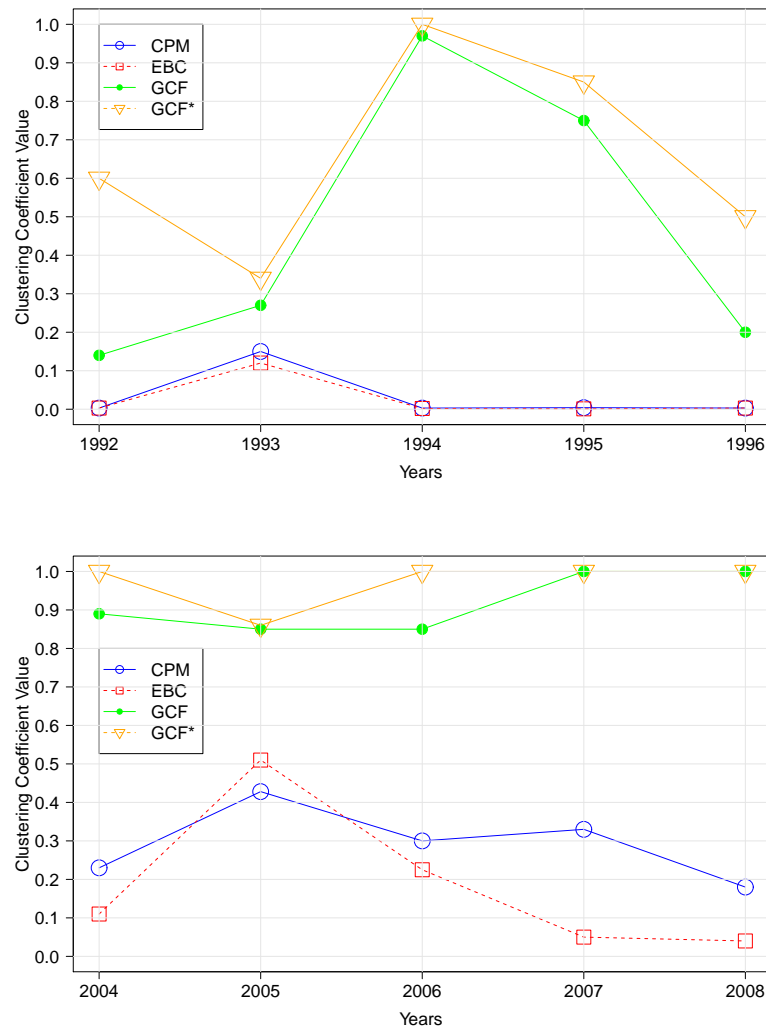 1.0
0.9
0.8
0.7
0.6
0.5
0.4
0.3
0.2
0.1
0.0
Clustering Coefficient Value
CPM
EBC
GCF
GCF*
1992 1993 1994 1995 1996
Years
1.0
0.9
0.8
0.7
0.6
0.5
0.4
0.3
0.2
0.1
0.0
Clustering Coefficient Value
CPM
EBC
GCF
GCF*
2004 2005 2006 2007 2008
Years